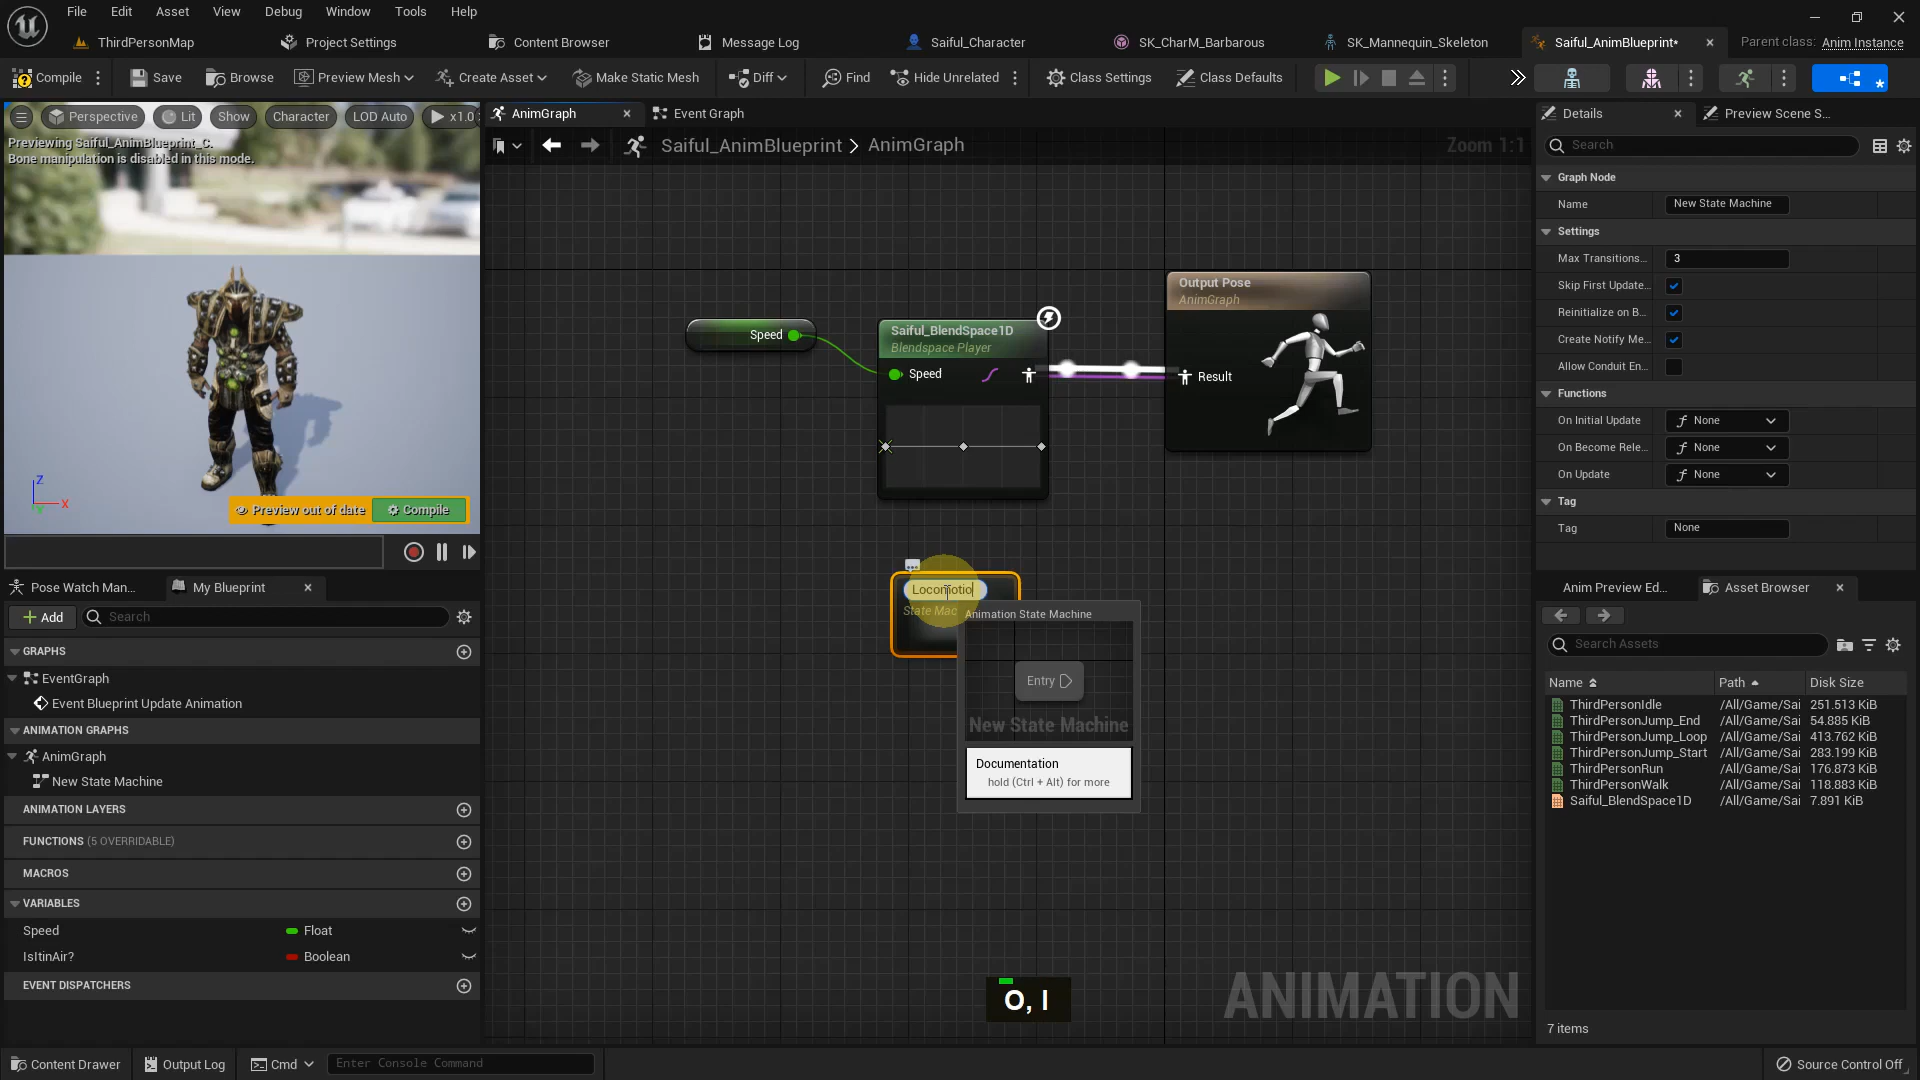 File Edit Asset View Debug Window Tools Help
ThirdPersonMap Project Settings Content Browser Message Log Saiful_Character SK_CharM_Barbarous SK_Mannequin_Skeleton Saiful_AnimBlueprint* Parent class: Anim Instance
Compile Save Browse Preview Mesh Create Asset Make Static Mesh Diff Find Hide Unrelated Class Settings Class Defaults
Perspective Lit Show Character LOD Auto x1.0
Previewing Saiful_AnimBlueprint_C.
Bone manipulation is disabled in this mode.
Z
X
Preview out of date Compile
Pose Watch Man... My Blueprint
Add Search
GRAPHS
EventGraph
Event Blueprint Update Animation
ANIMATION GRAPHS
AnimGraph
New State Machine
ANIMATION LAYERS
FUNCTIONS (5 OVERRIDABLE)
MACROS
VARIABLES
Speed Float
IsItinAir? Boolean
EVENT DISPATCHERS
AnimGraph Event Graph
Saiful_AnimBlueprint > AnimGraph Zoom 1:1
Speed
Saiful_BlendSpace1D
Blendspace Player
Speed
Output Pose
AnimGraph
Result
Locomotio
State Mac
Animation State Machine
Entry
New State Machine
Documentation
hold (Ctrl + Alt) for more
O, I
ANIMATION
Details Preview Scene S...
Search
Graph Node
Name New State Machine
Settings
Max Transitions... 3
Skip First Update...
Reinitialize on B...
Create Notify Me...
Allow Conduit En...
Functions
On Initial Update None
On Become Rele... None
On Update None
Tag
Tag None
Anim Preview Ed... Asset Browser
Search Assets
Name Path Disk Size
ThirdPersonIdle /All/Game/Sai 251.513 KiB
ThirdPersonJump_End /All/Game/Sai 54.885 KiB
ThirdPersonJump_Loop /All/Game/Sai 413.762 KiB
ThirdPersonJump_Start /All/Game/Sai 283.199 KiB
ThirdPersonRun /All/Game/Sai 176.873 KiB
ThirdPersonWalk /All/Game/Sai 118.883 KiB
Saiful_BlendSpace1D /All/Game/Sai 7.891 KiB
7 items
Content Drawer Output Log Cmd Enter Console Command Source Control Off